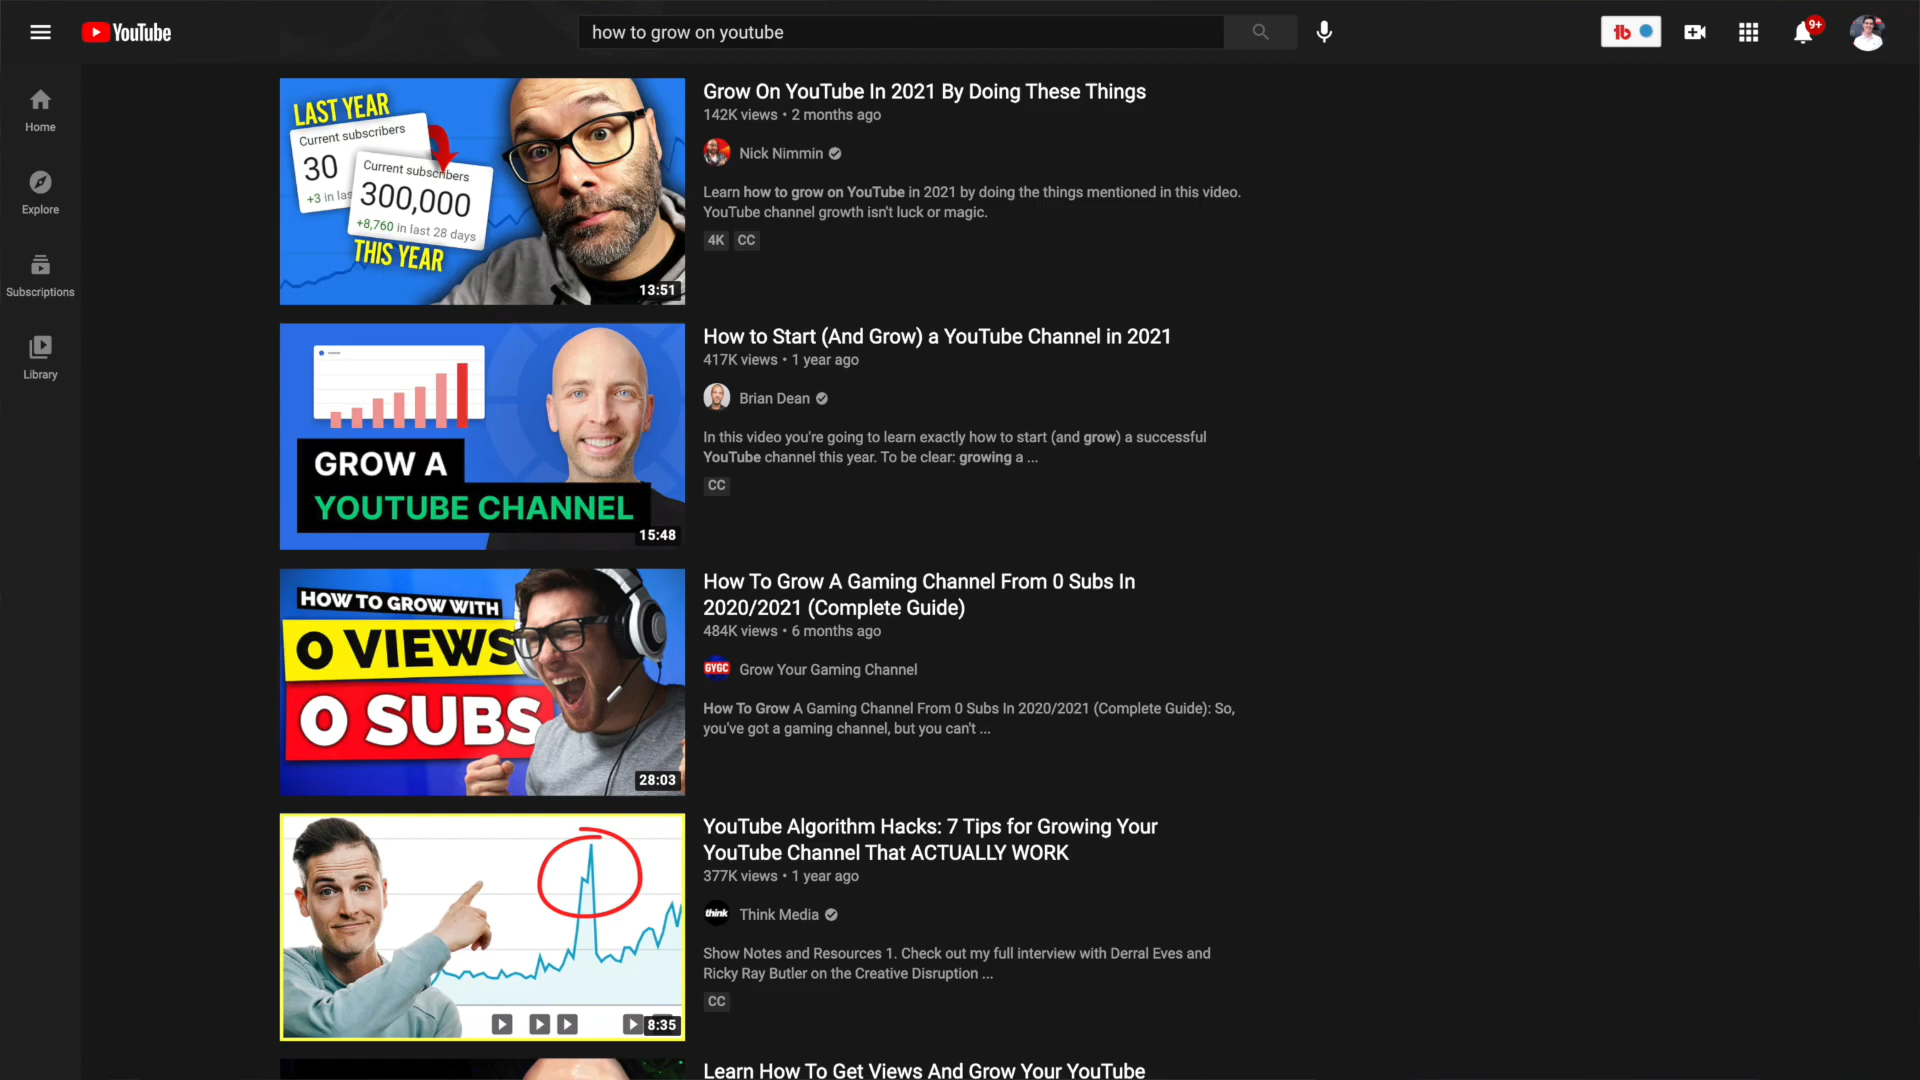 YouTube
how to grow on youtube
9+
Home
Explore
Subscriptions
Library
LAST YEAR
Current subscribers
30
+3 in las
Current subscribers
300,000
+8,760 in last 28 days
THIS YEAR
13:51
Grow On YouTube In 2021 By Doing These Things
142K views • 2 months ago
Nick Nimmin
Learn how to grow on YouTube in 2021 by doing the things mentioned in this video.
YouTube channel growth isn't luck or magic.
4K CC
GROW A
YOUTUBE CHANNEL
15:48
How to Start (And Grow) a YouTube Channel in 2021
417K views • 1 year ago
Brian Dean
In this video you're going to learn exactly how to start (and grow) a successful
YouTube channel this year. To be clear: growing a ...
CC
HOW TO GROW WITH
0 VIEWS
0 SUBS
28:03
How To Grow A Gaming Channel From 0 Subs In
2020/2021 (Complete Guide)
484K views • 6 months ago
GYGC
Grow Your Gaming Channel
How To Grow A Gaming Channel From 0 Subs In 2020/2021 (Complete Guide): So,
you've got a gaming channel, but you can't ...
8:35
YouTube Algorithm Hacks: 7 Tips for Growing Your
YouTube Channel That ACTUALLY WORK
377K views • 1 year ago
think
Think Media
Show Notes and Resources 1. Check out my full interview with Derral Eves and
Ricky Ray Butler on the Creative Disruption ...
CC
Learn How To Get Views And Grow Your YouTube